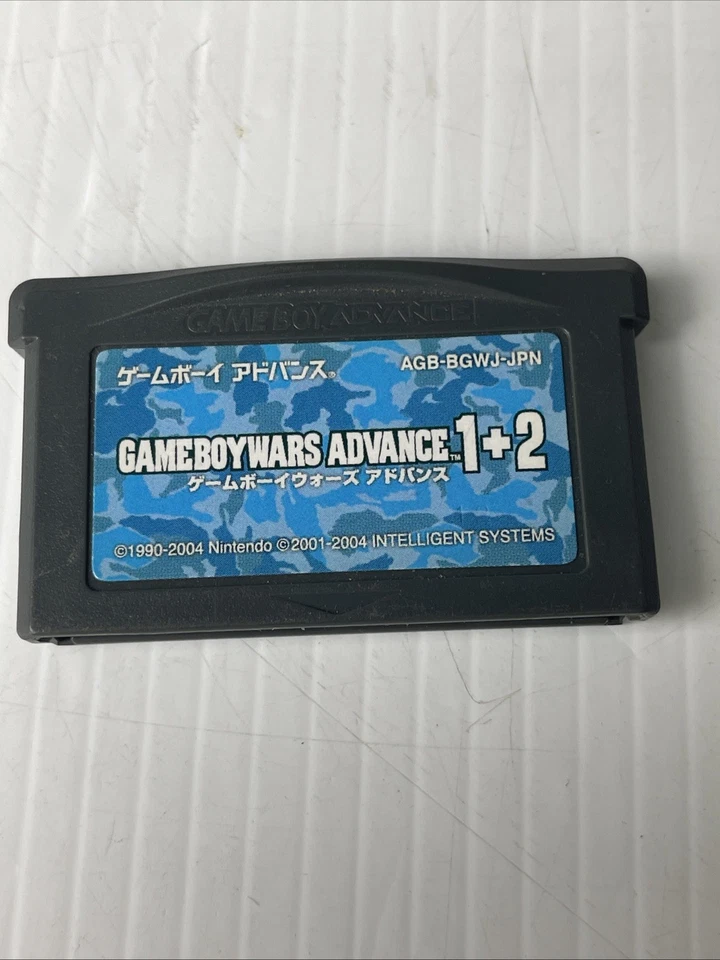 GAME BOY ADVANCE
ゲームボーイ アドバンス® AGB-BGWJ-JPN
GAMEBOYWARS ADVANCE™ 1+2
ゲームボーイウォーズ アドバンス
©1990-2004 Nintendo ©2001-2004 INTELLIGENT SYSTEMS